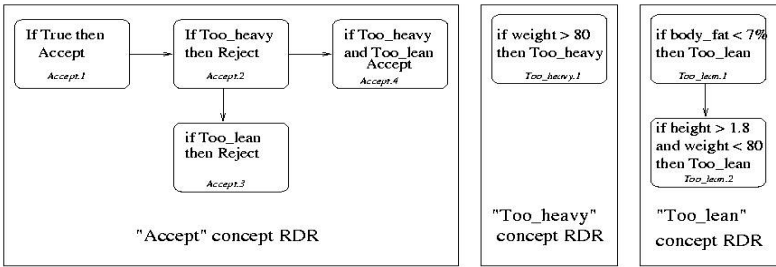 If True then
Accept
Accept.1
If Too_heavy
then Reject
Accept.2
if Too_heavy
and Too_lean
Accept
Accept.4
if Too_lean
then Reject
Accept.3
"Accept" concept RDR
if weight > 80
then Too_heavy
Too_heavy.1
"Too_heavy"
concept RDR
if body_fat < 7%
then Too_lean
Too_lean.1
if height > 1.8
and weight < 80
then Too_lean
Too_lean.2
"Too_lean"
concept RDR